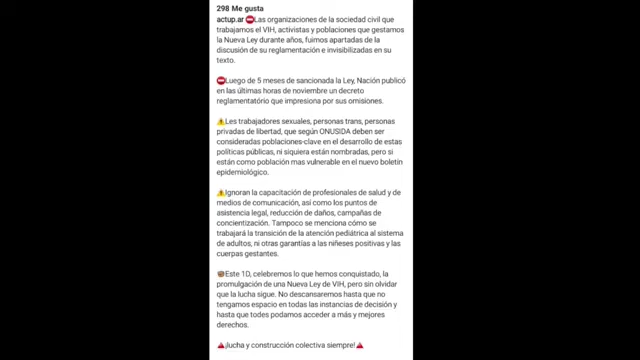 298 Me gusta
actup.ar ⛔Las organizaciones de la sociedad civil que
trabajamos el VIH, activistas y poblaciones que gestamos
la Nueva Ley durante años, fuimos apartadas de la
discusión de su reglamentación e invisibilizadas en su
texto.
⛔Luego de 5 meses de sancionada la Ley, Nación publicó
en las últimas horas de noviembre un decreto
reglamentatório que impresiona por sus omisiones.
⚠️Les trabajadores sexuales, personas trans, personas
privadas de libertad, que según ONUSIDA deben ser
consideradas poblaciones-clave en el desarrollo de estas
políticas públicas, ni siquiera están nombradas, pero si
están como población mas vulnerable en el nuevo boletín
epidemiológico.
⚠️Ignoran la capacitación de profesionales de salud y de
medios de comunicación, así como los puntos de
asistencia legal, reducción de daños, campañas de
concientización. Tampoco se menciona cómo se
trabajará la transición de la atención pediátrica al sistema
de adultos, ni otras garantías a las niñeses positivas y las
cuerpas gestantes.
Este 1D, celebremos lo que hemos conquistado, la
promulgación de una Nueva Ley de VIH, pero sin olvidar
que la lucha sigue. No descansaremos hasta que no
tengamos espacio en todas las instancias de decisión y
hasta que todes podamos acceder a más y mejores
derechos.
🔺¡lucha y construcción colectiva siempre!🔺